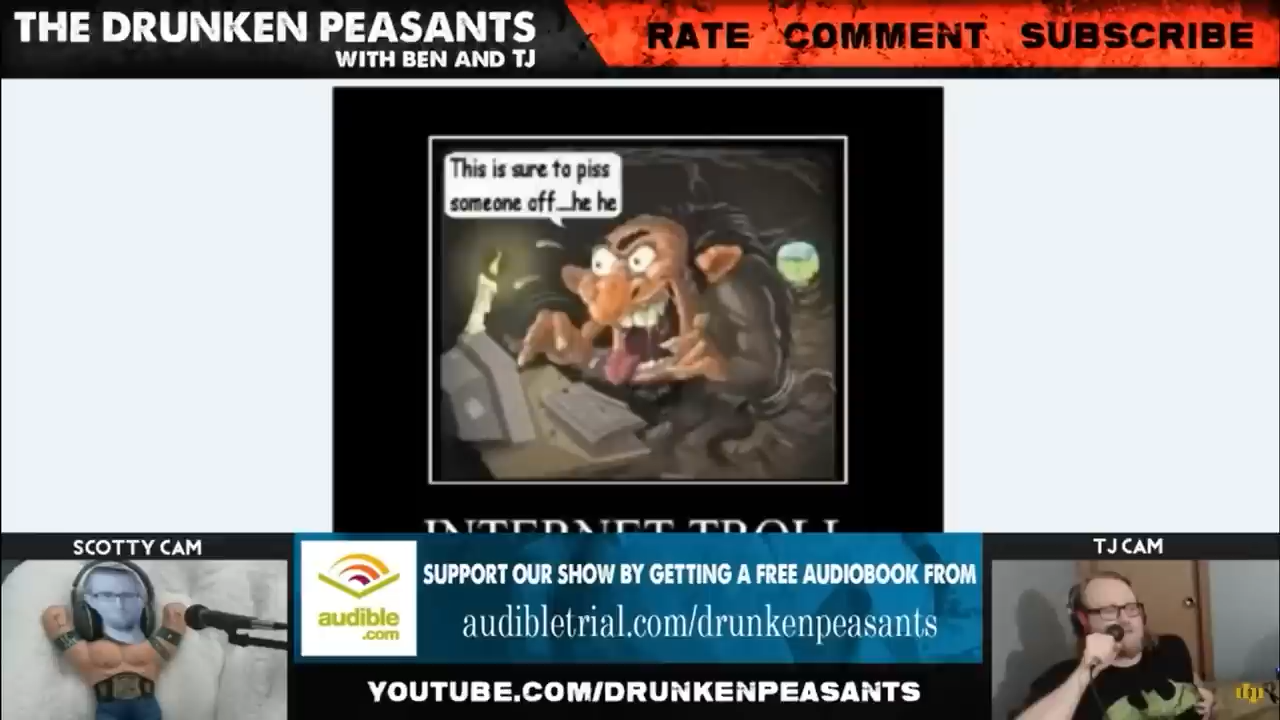 THE DRUNKEN PEASANTS
WITH BEN AND TJ
RATE COMMENT SUBSCRIBE
This is sure to piss
someone off...he he
INTERNET TROLL
SCOTTY CAM
TJ CAM
audible
.com
SUPPORT OUR SHOW BY GETTING A FREE AUDIOBOOK FROM
audibletrial.com/drunkenpeasants
YOUTUBE.COM/DRUNKENPEASANTS